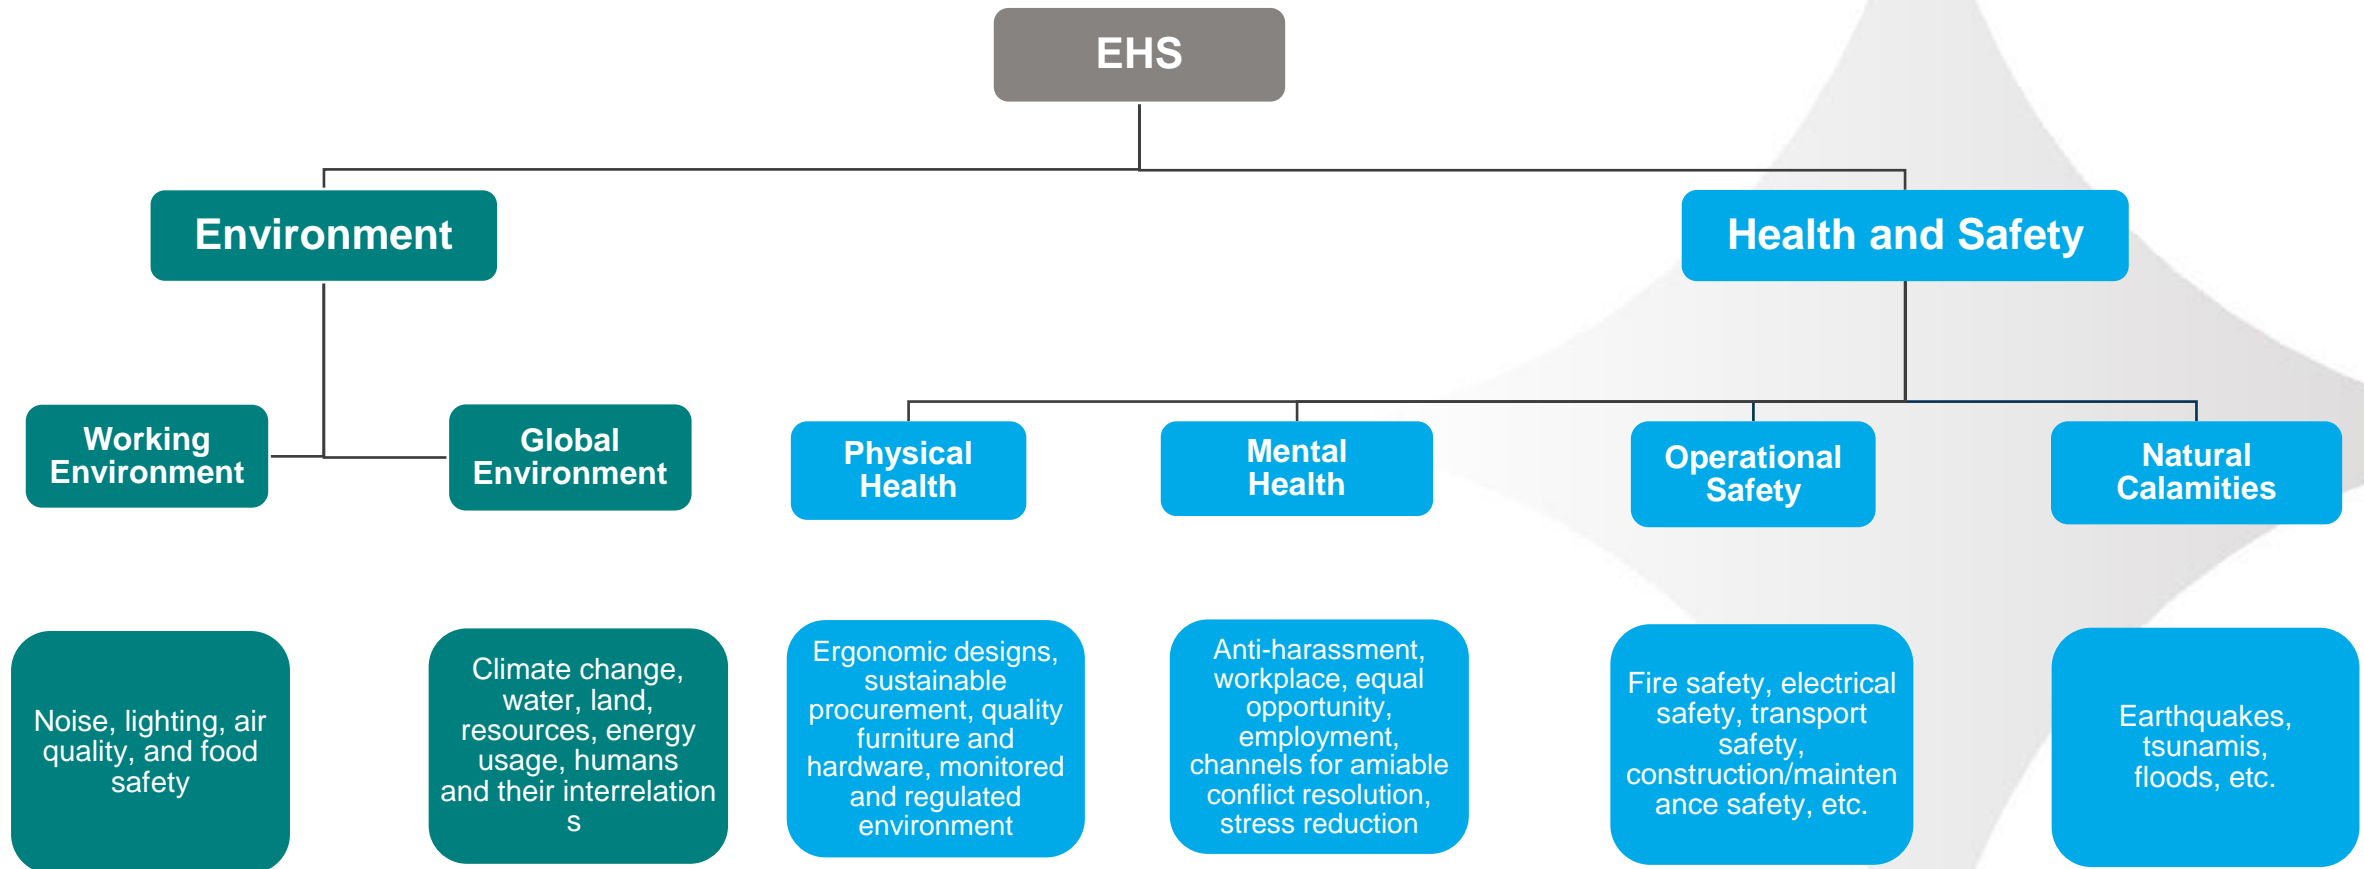 EHS
Environment
Health and Safety
Working
Environment
Global
Environment
Physical
Health
Mental
Health
Operational
Safety
Natural
Calamities
Noise, lighting, air
quality, and food
safety
Climate change,
water, land,
resources, energy
usage, humans
and their interrelation
s
Ergonomic designs,
sustainable
procurement, quality
furniture and
hardware, monitored
and regulated
environment
Anti-harassment,
workplace, equal
opportunity,
employment,
channels for amiable
conflict resolution,
stress reduction
Fire safety, electrical
safety, transport
safety,
construction/mainten
ance safety, etc.
Earthquakes,
tsunamis,
floods, etc.